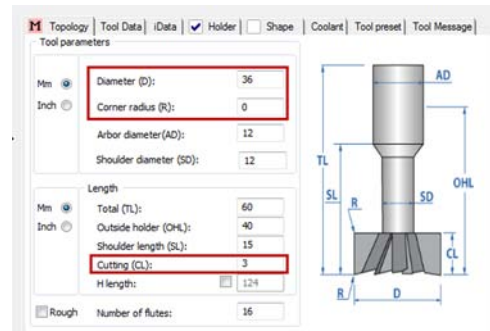 M Topology Tool Data iData Holder Shape Coolant Tool preset Tool Message
Tool parameters
Mm Diameter (D): 36
Inch Corner radius (R): 0
Arbor diameter(AD): 12
Shoulder diameter (SD): 12
Length
Mm Total (TL): 60
Inch Outside holder (OHL): 40
Shoulder length (SL): 15
Cutting (CL): 3
H length: 124
Rough Number of flutes: 16
AD
TL
OHL
SL
SD
R
CL
R
D